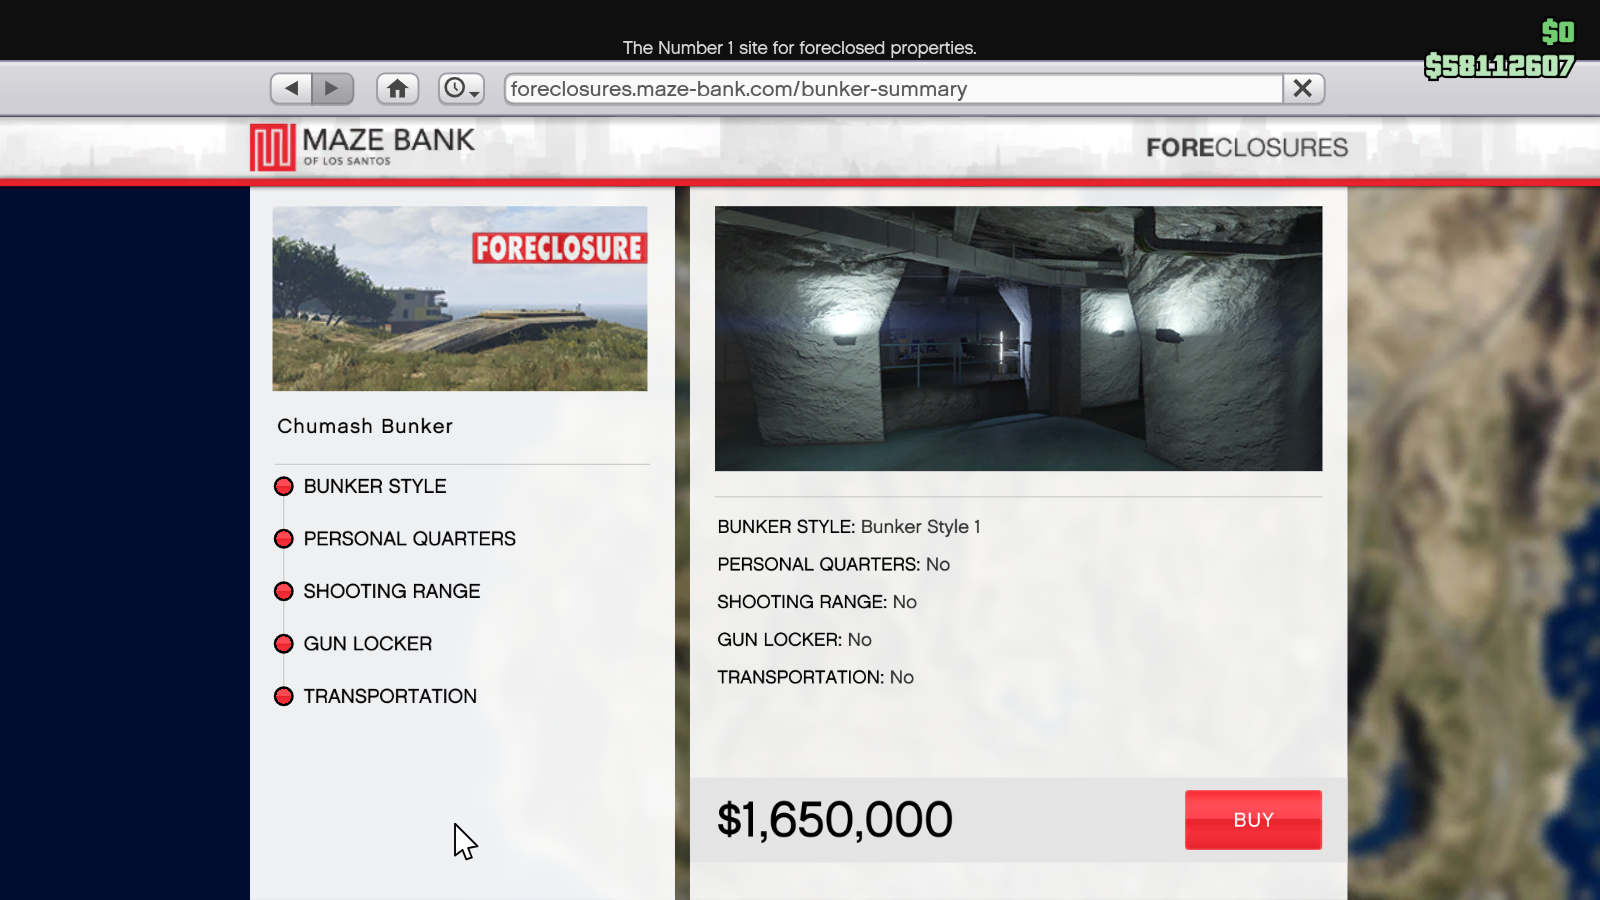 $0
The Number 1 site for foreclosed properties.
$58112607
foreclosures.maze-bank.com/bunker-summary
MAZE BANK
OF LOS SANTOS
FORECLOSURES
FORECLOSURE
Chumash Bunker
BUNKER STYLE
PERSONAL QUARTERS
SHOOTING RANGE
GUN LOCKER
TRANSPORTATION
BUNKER STYLE: Bunker Style 1
PERSONAL QUARTERS: No
SHOOTING RANGE: No
GUN LOCKER: No
TRANSPORTATION: No
$1,650,000
BUY